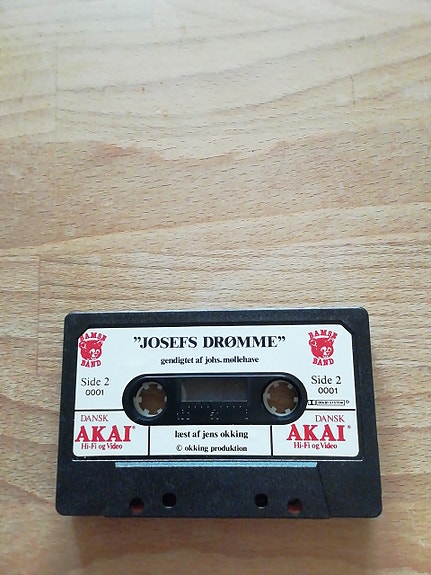 BAMSE BAND
"JOSEFS DRØMME"
BAMSE BAND
gendigtet af johs. møllehave
Side 2
0001
Side 2
0001
DANSK
AKAI®
Hi-Fi og Video
læst af jens okking
© okking produktion
DANSK
AKAI®
Hi-Fi og Video